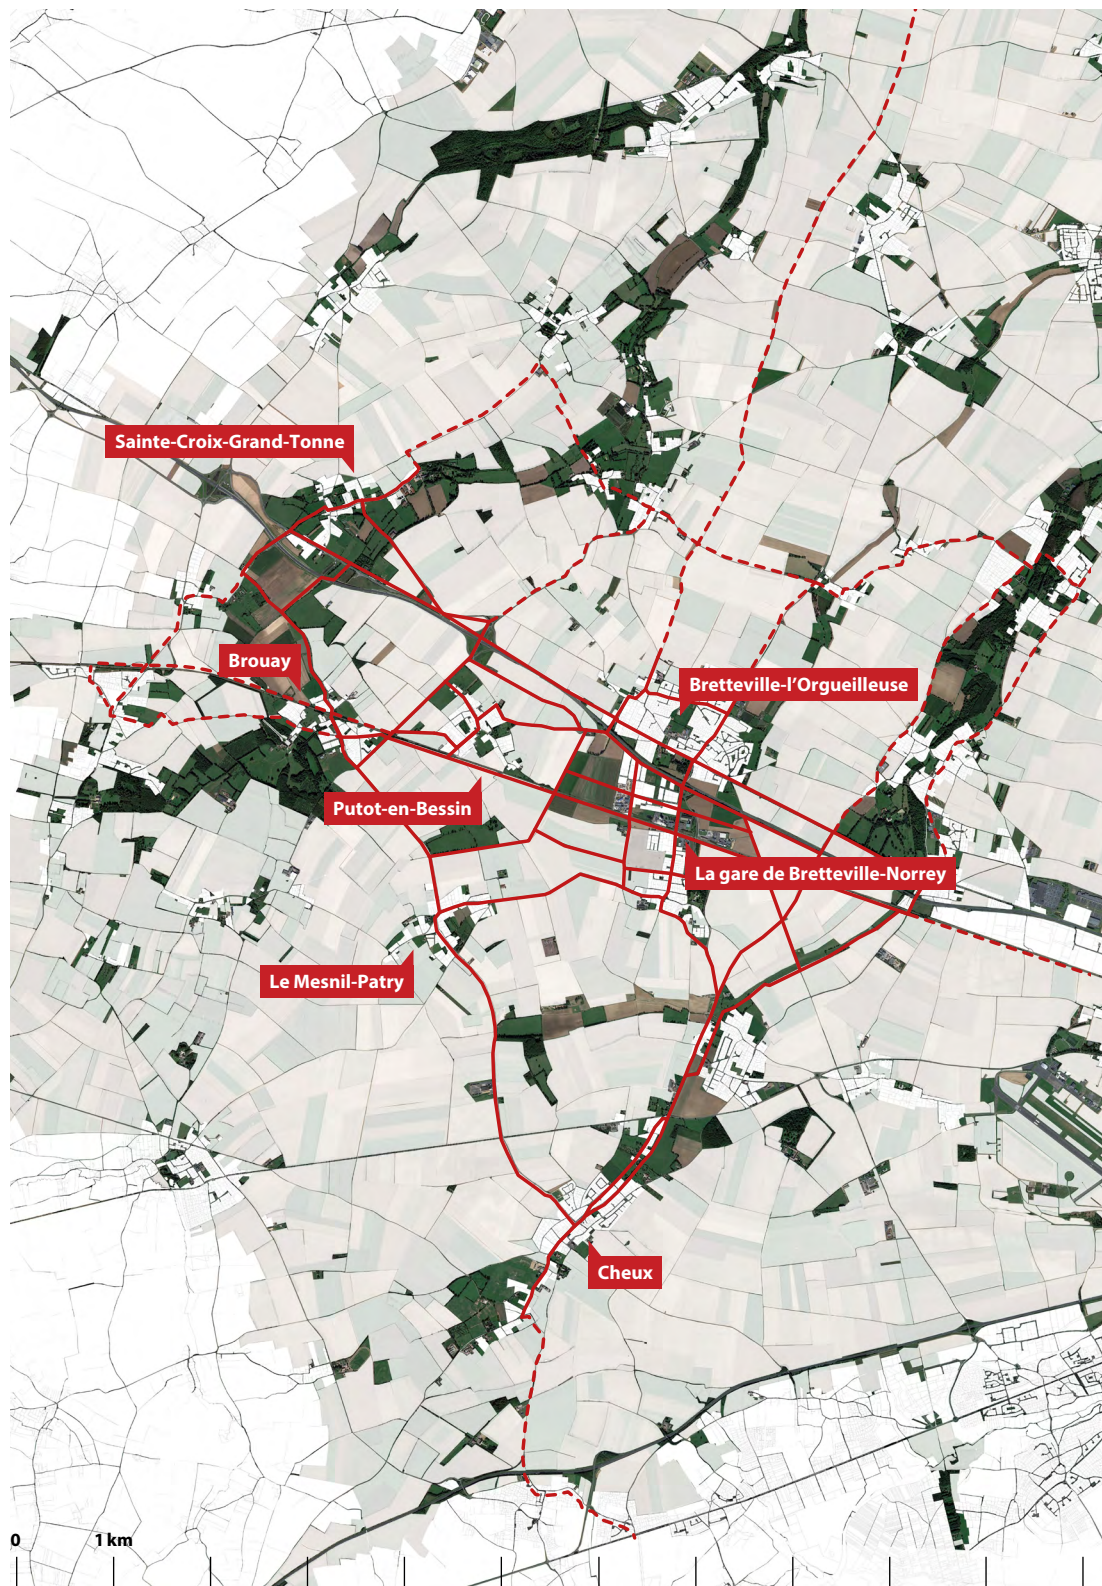 Sainte-Croix-Grand-Tonne
Brouay
Bretteville-l'Orgueilleuse
Putot-en-Bessin
La gare de Bretteville-Norrey
Le Mesnil-Patry
Cheux
0 1 km